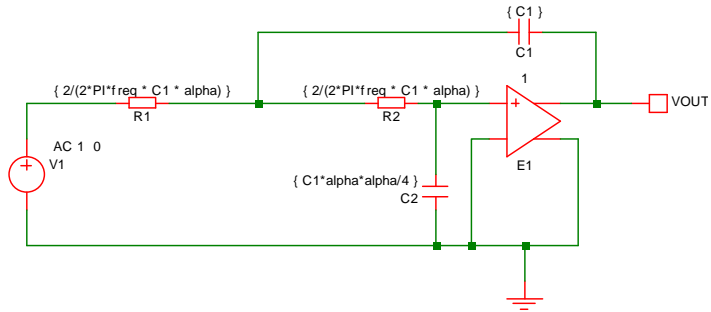 { C1 }
C1
{ 2/(2*PI*freq * C1 * alpha) }
R1
{ 2/(2*PI*freq * C1 * alpha) }
R2
1
E1
VOUT
AC 1 0
V1
{ C1*alpha*alpha/4 }
C2